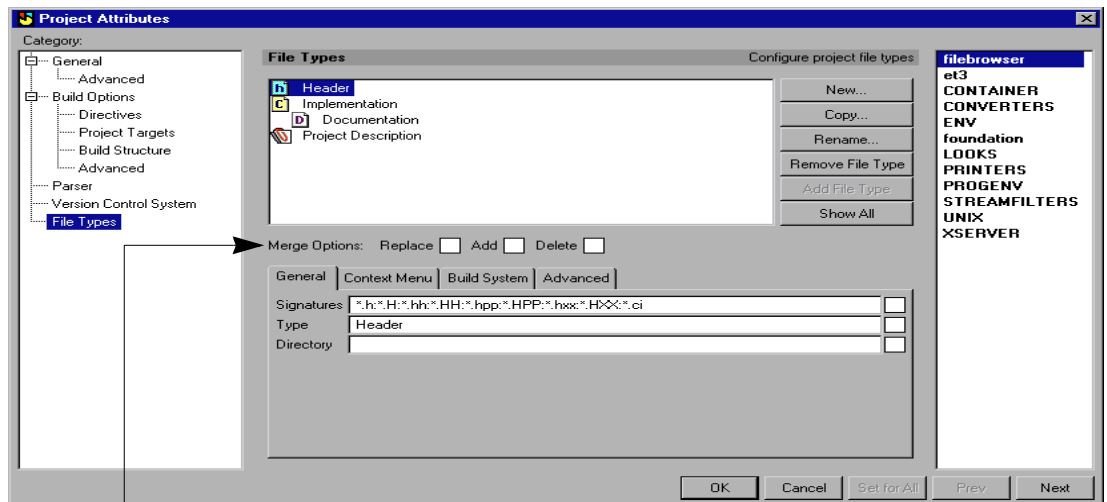 Project Attributes
Category:
General
Advanced
Build Options
Directives
Project Targets
Build Structure
Advanced
Parser
Version Control System
File Types
File Types Configure project file types
h Header
C Implementation
D Documentation
Project Description
New...
Copy...
Rename...
Remove File Type
Add File Type
Show All
Merge Options: Replace Add Delete
General Context Menu Build System Advanced
Signatures *.h:*.H:*.hh:*.HH:*.hpp:*.HPP:*.hxx:*.HXX:*.ci
Type Header
Directory
filebrowser
et3
CONTAINER
CONVERTERS
ENV
foundation
LOOKS
PRINTERS
PROGENV
STREAMFILTERS
UNIX
XSERVER
OK Cancel Set for All Prev Next